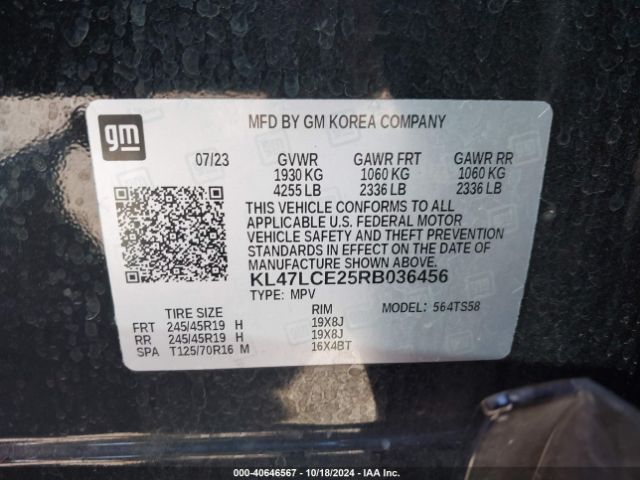 gm
MFD BY GM KOREA COMPANY
07/23 GVWR GAWR FRT GAWR RR
1930 KG 1060 KG 1060 KG
4255 LB 2336 LB 2336 LB
THIS VEHICLE CONFORMS TO ALL
APPLICABLE U.S. FEDERAL MOTOR
VEHICLE SAFETY AND THEFT PREVENTION
STANDARDS IN EFFECT ON THE DATE OF
MANUFACTURE SHOWN ABOVE.
KL47LCE25RB036456
TYPE: MPV MODEL: 564TS58
TIRE SIZE RIM
FRT 245/45R19 H 19X8J
RR 245/45R19 H 19X8J
SPA T125/70R16 M 16X4BT
000-40646567 | 10/18/2024 | IAA Inc.